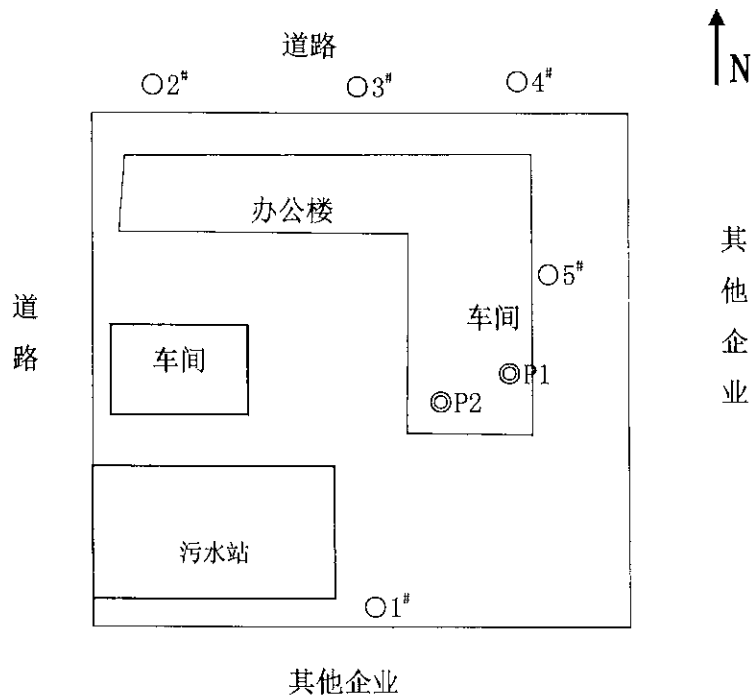 道路
○2#
○3#
○4#
N
办公楼
其他企业
○5#
道路
车间
车间
◎P1
◎P2
污水站
○1#
其他企业